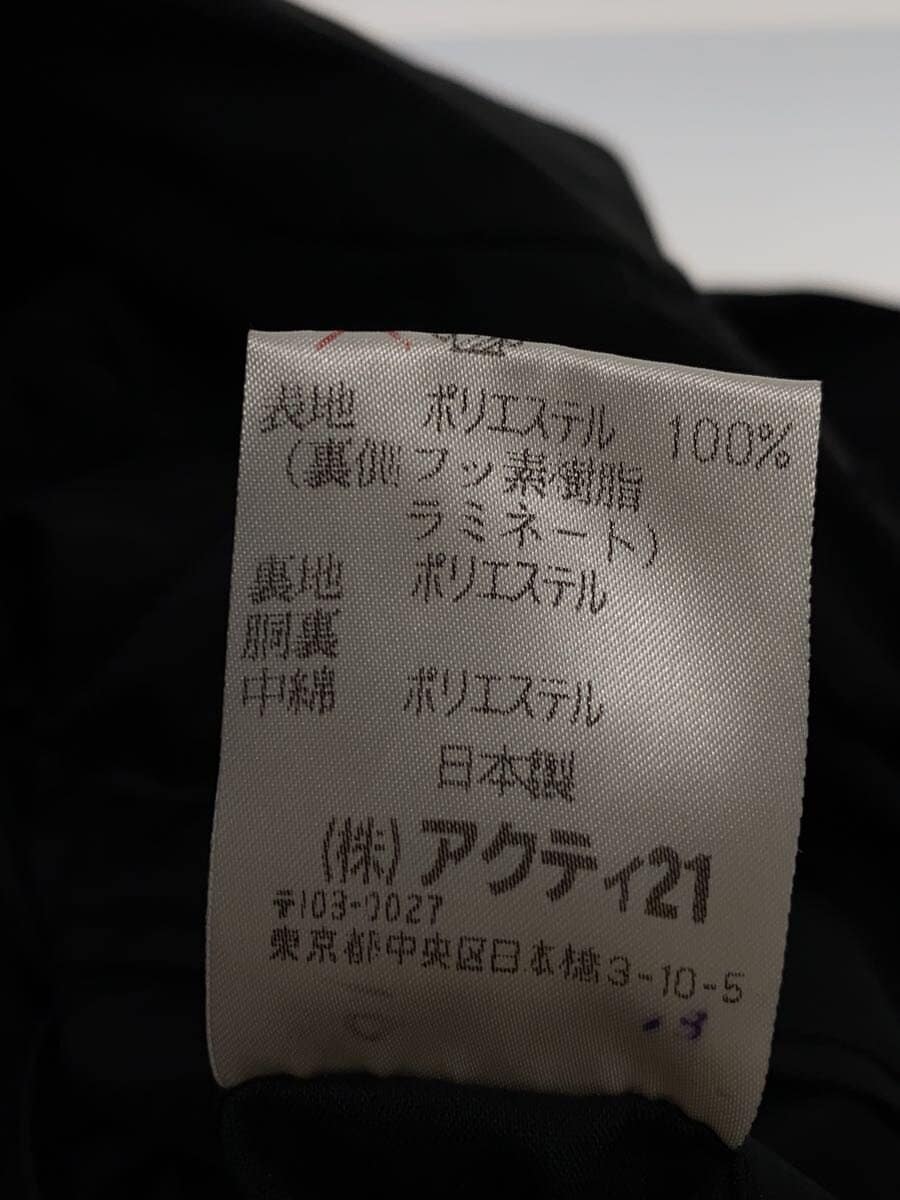 表地 ポリエステル 100%
(裏側フッ素樹脂
ラミネート)
裏地 ポリエステル
胴裏
中綿 ポリエステル
日本製
(株)アクティ21
〒103-0027
東京都中央区日本橋3-10-5